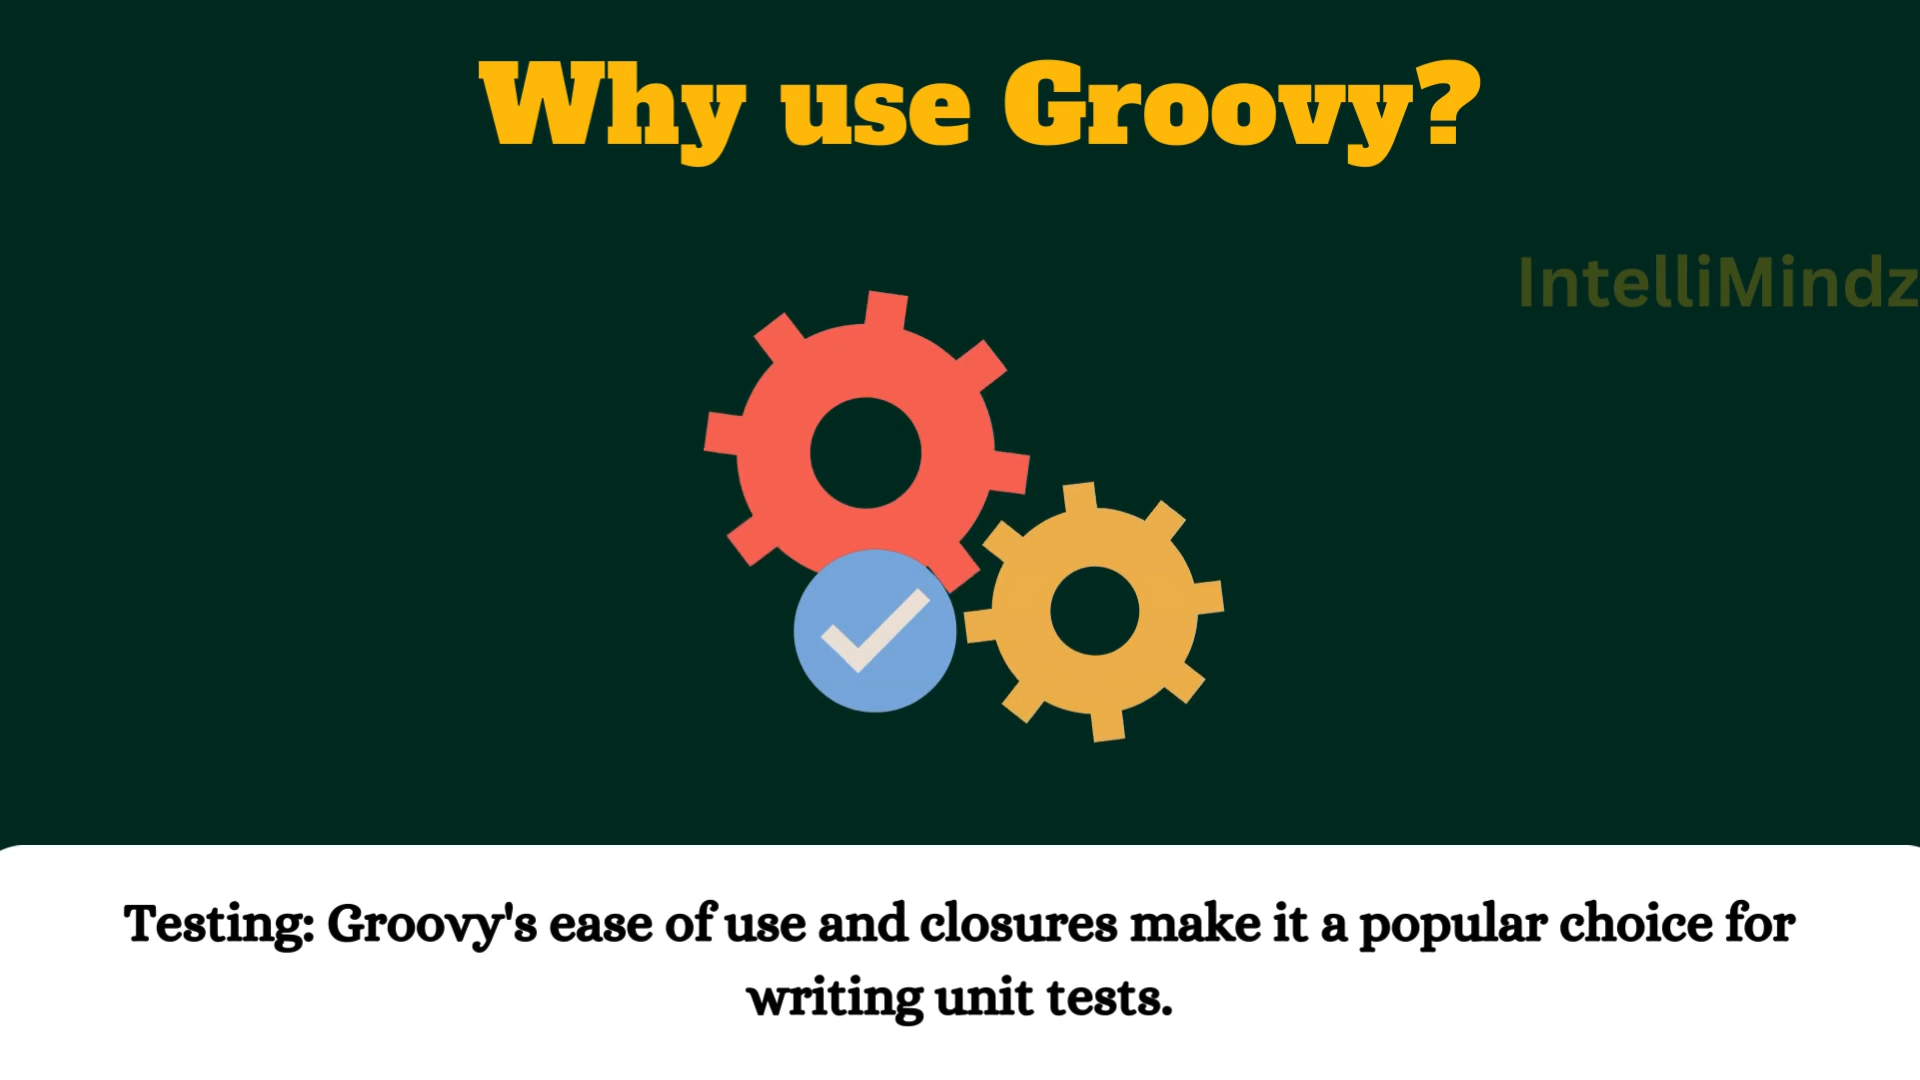 Why use Groovy?
IntelliMindz
Testing: Groovy's ease of use and closures make it a popular choice for
writing unit tests.